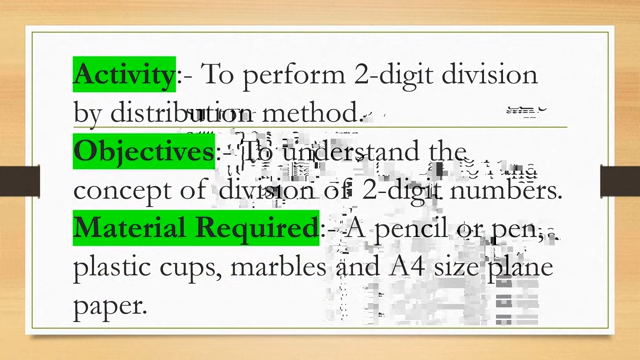 Activity:- To perform 2-digit division
by distribution method.
Objectives:- To understand the
concept of division of 2-digit numbers.
Material Required:- A pencil or pen,
plastic cups, marbles and A4 size plane
paper.